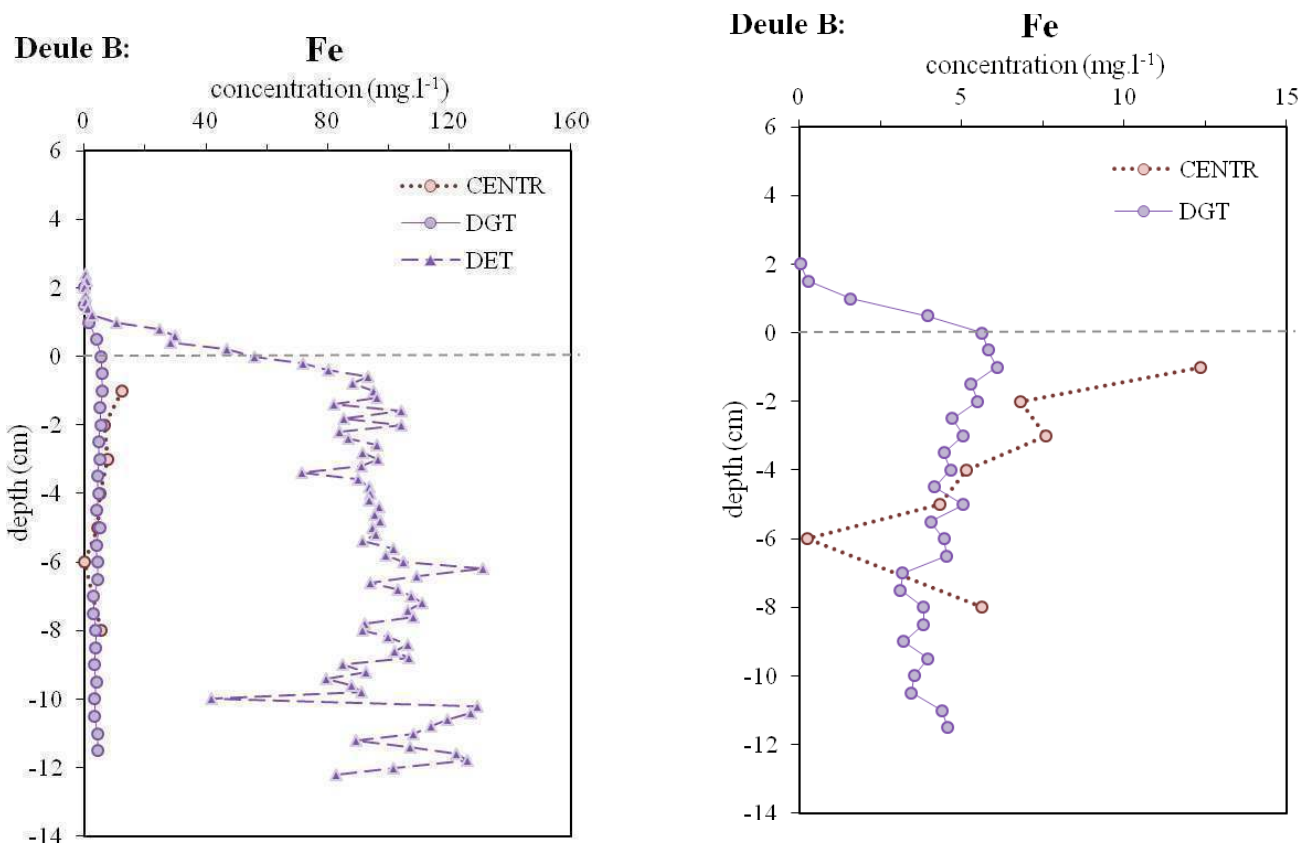 Deule B: Fe
concentration (mg.l-1)
0 40 80 120 160
6
4
2
0
-2
-4
-6
-8
-10
-12
-14
depth (cm)
CENTR
DGT
DET
Deule B: Fe
concentration (mg.l-1)
0 5 10 15
6
4
2
0
-2
-4
-6
-8
-10
-12
-14
depth (cm)
CENTR
DGT